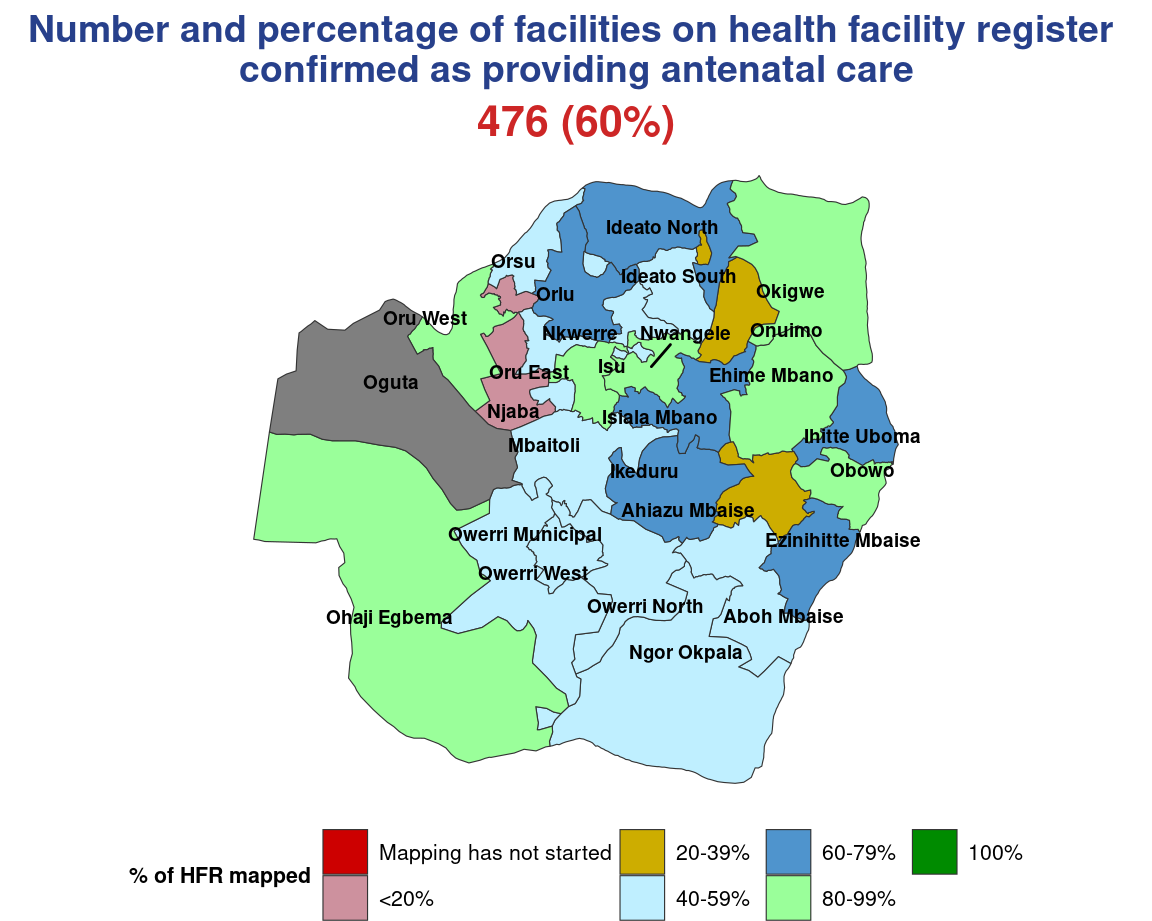 Number and percentage of facilities on health facility register
confirmed as providing antenatal care
476 (60%)
Ideato North
Orsu
Ideato South
Orlu
Okigwe
Oru West
Nkwerre
Nwangele
Onuimo
Isu
Oru East
Ehime Mbano
Oguta
Njaba
Isiala Mbano
Ihitte Uboma
Mbaitoli
Ikeduru
Obowo
Ahiazu Mbaise
Owerri Municipal
Ezinihitte Mbaise
Owerri West
Owerri North
Aboh Mbaise
Ohaji Egbema
Ngor Okpala
% of HFR mapped
Mapping has not started
20-39%
60-79%
100%
<20%
40-59%
80-99%